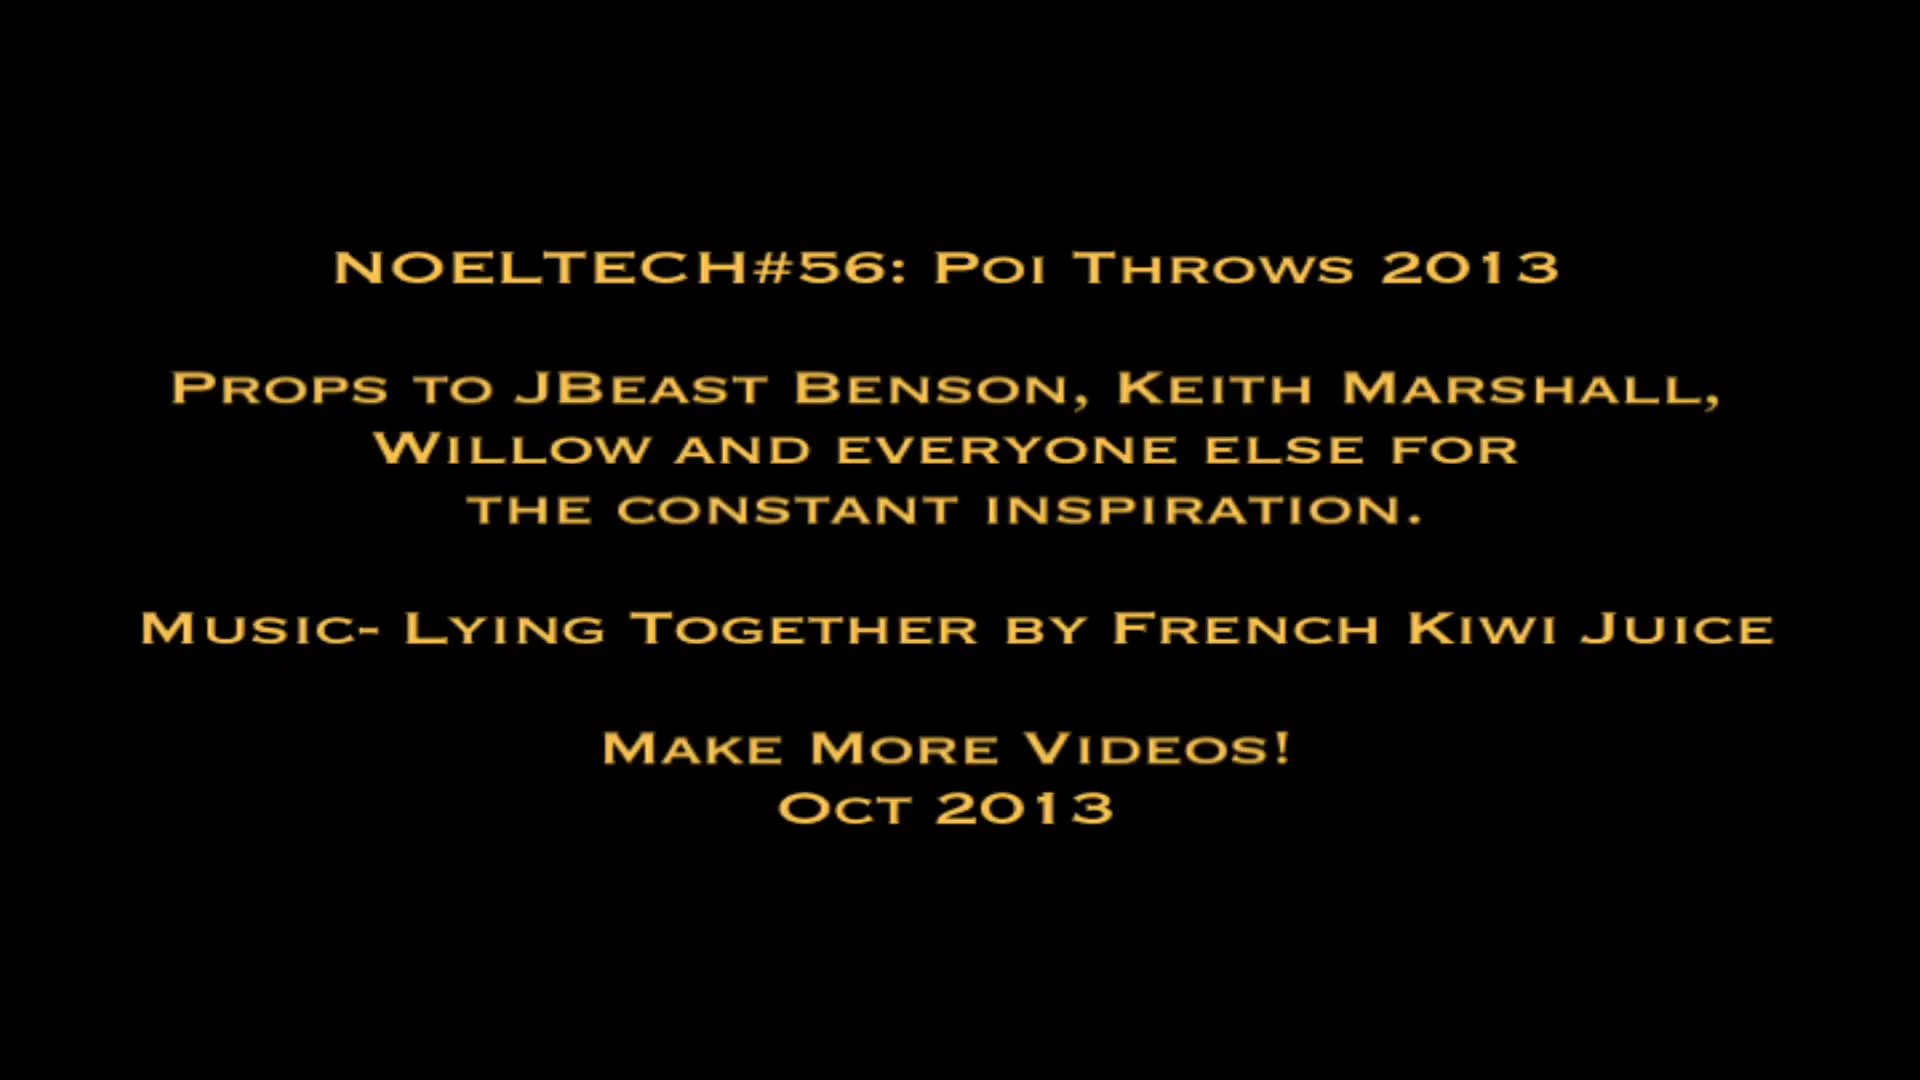 NOELTECH#56: Poi Throws 2013
Props to JBeast Benson, Keith Marshall,
Willow and everyone else for
the constant inspiration.
Music- Lying Together by French Kiwi Juice
Make More Videos!
Oct 2013